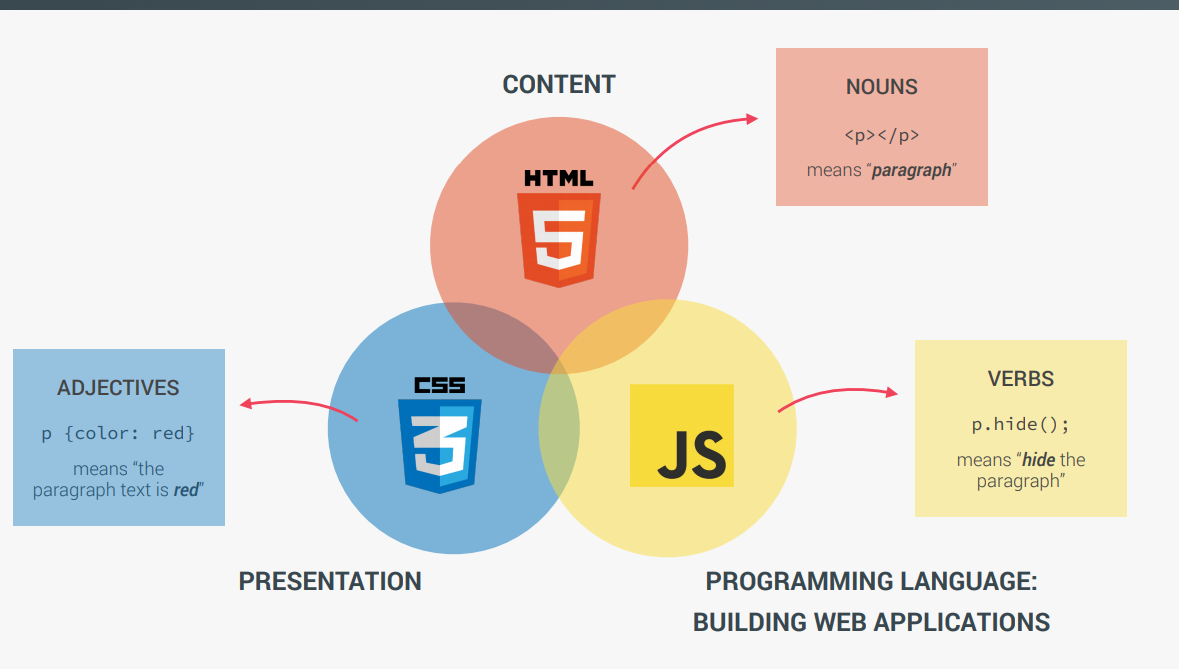 CONTENT
HTML
5
NOUNS
<p></p>
means “paragraph”
ADJECTIVES
p {color: red}
means “the
paragraph text is red”
CSS
3
JS
VERBS
p.hide();
means “hide the
paragraph”
PRESENTATION
PROGRAMMING LANGUAGE:
BUILDING WEB APPLICATIONS